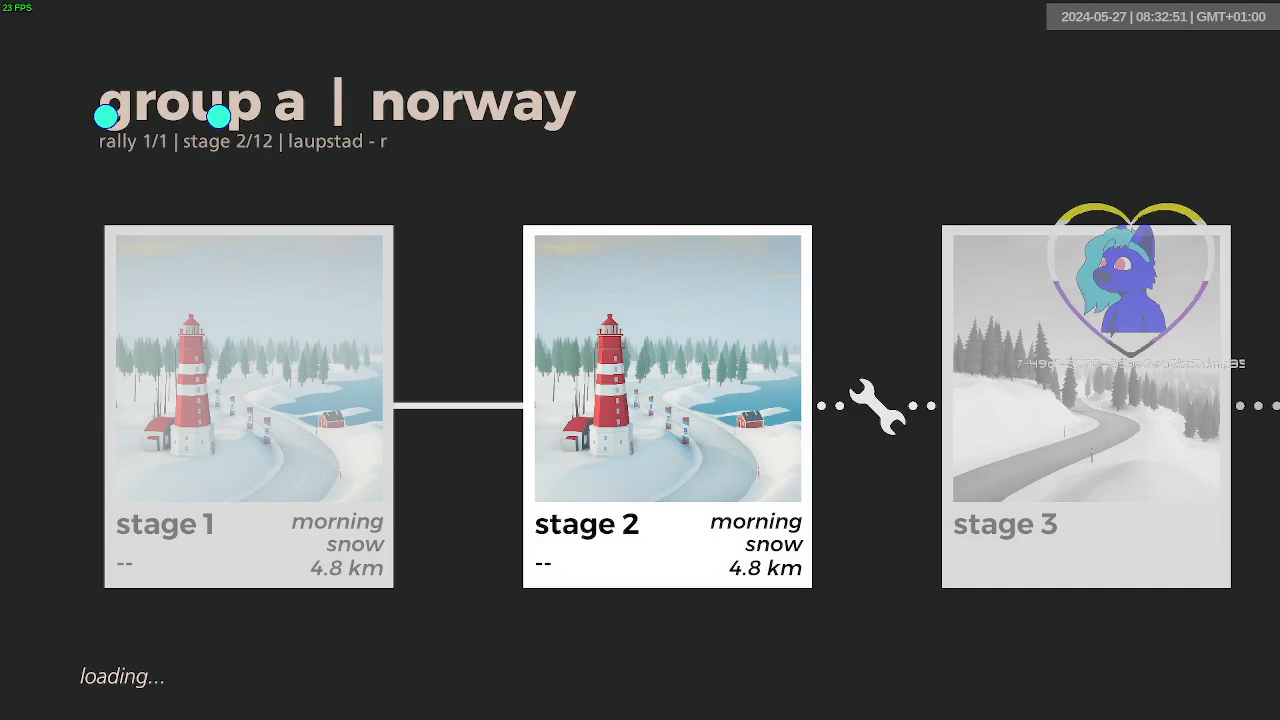 23 FPS
2024-05-27 | 08:32:51 | GMT+01:00
group a | norway
rally 1/1 | stage 2/12 | laupstad - r
stage 1
morning
snow
--
4.8 km
stage 2
morning
snow
--
4.8 km
stage 3
loading...